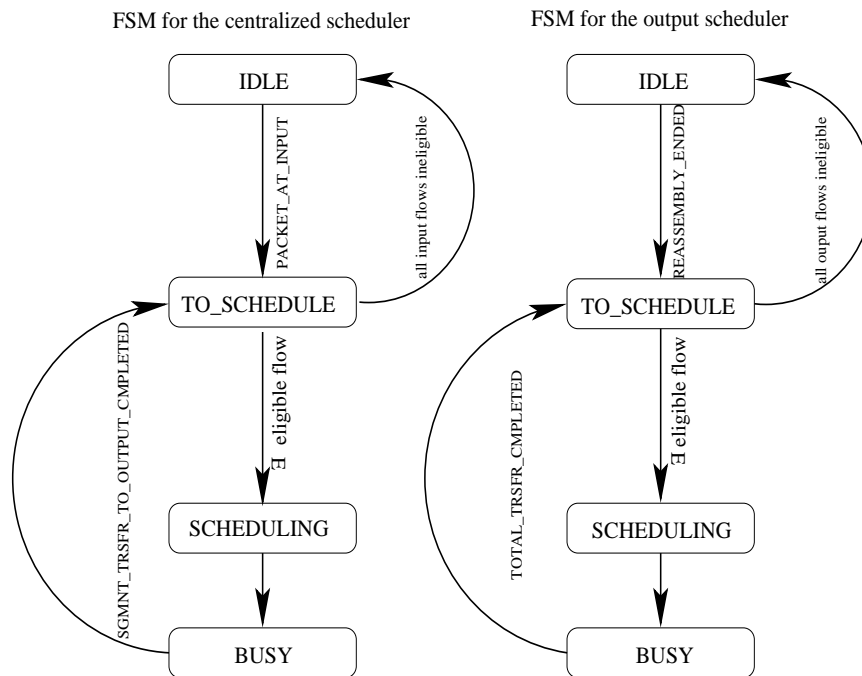 FSM for the centralized scheduler
IDLE
PACKET_AT_INPUT
all input flows ineligible
TO_SCHEDULE
SGMNT_TRSFR_TO_OUTPUT_CMPLETED
∃ eligible flow
SCHEDULING
BUSY
FSM for the output scheduler
IDLE
REASSEMBLY_ENDED
all ouput flows ineligible
TO_SCHEDULE
TOTAL_TRSFR_CMPLETED
∃ eligible flow
SCHEDULING
BUSY